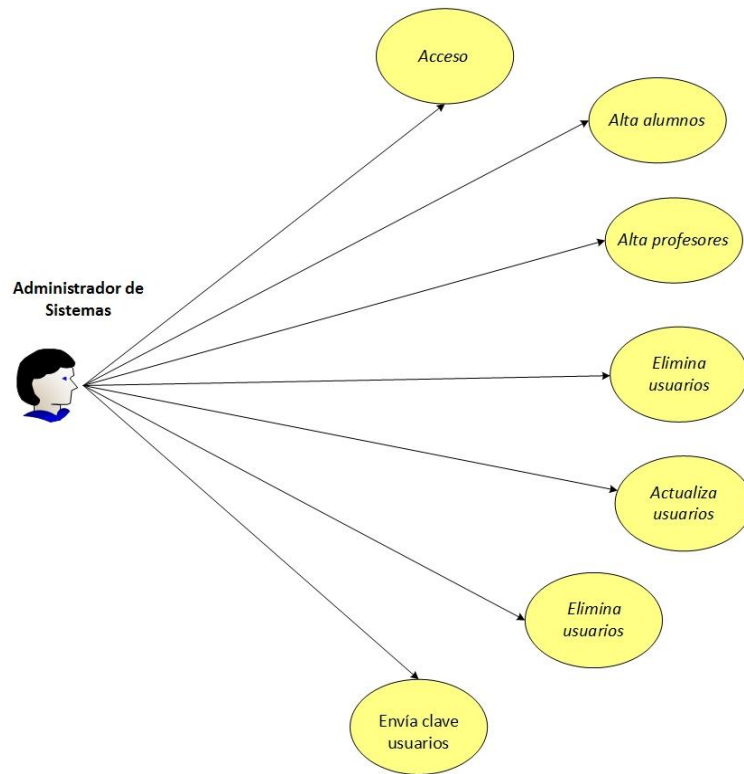 Acceso
Alta alumnos
Alta profesores
Administrador de
Sistemas
Elimina
usuarios
Actualiza
usuarios
Elimina
usuarios
Envía clave
usuarios